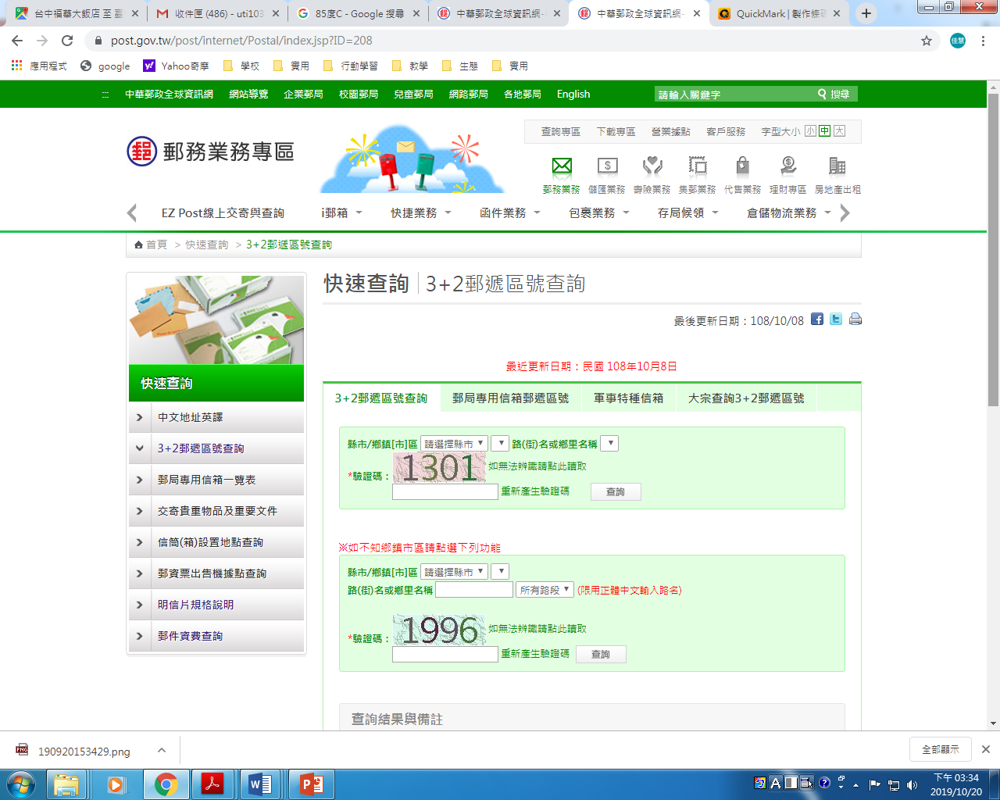 台中福華大飯店 至 臺
收件匣 (486) - uti103
85度C - Google 搜尋
中華郵政全球資訊網-
中華郵政全球資訊網-
QuickMark | 製作條碼
post.gov.tw/post/internet/Postal/index.jsp?ID=208
佳慧
應用程式 google Yahoo奇摩 學校 實用 行動學習 教學 生態 實用
::: 中華郵政全球資訊網 網站導覽 企業郵局 校園郵局 兒童郵局 網路郵局 各地郵局 English 請輸入關鍵字 搜尋
查詢專區 下載專區 營業據點 客戶服務 字型大小 小 中 大
郵 郵務業務專區
郵務業務 儲匯業務 壽險業務 集郵業務 代售業務 理財專區 房地產出租
EZ Post線上交寄與查詢 i郵箱 快捷業務 函件業務 包裹業務 存局候領 倉儲物流業務
首頁 > 快速查詢 > 3+2郵遞區號查詢
快速查詢 3+2郵遞區號查詢
最後更新日期：108/10/08
最近更新日期：民國 108年10月8日
快速查詢
中文地址英譯
3+2郵遞區號查詢
郵局專用信箱一覽表
交寄貴重物品及重要文件
信筒(箱)設置地點查詢
郵資票出售機據點查詢
明信片規格說明
郵件資費查詢
3+2郵遞區號查詢 郵局專用信箱郵遞區號 軍事特種信箱 大宗查詢3+2郵遞區號
縣市/鄉鎮[市]區 請選擇縣市 路(街)名或鄉里名稱
*驗證碼： 1301 如無法辨識請點此讀取
重新產生驗證碼 查詢
※如不知鄉鎮市區請點選下列功能
縣市/鄉鎮[市]區 請選擇縣市
路(街)名或鄉里名稱 所有路段 (限用正體中文輸入路名)
*驗證碼： 1996 如無法辨識請點此讀取
重新產生驗證碼 查詢
查詢結果與備註
190920153429.png
全部顯示
下午 03:34
2019/10/20